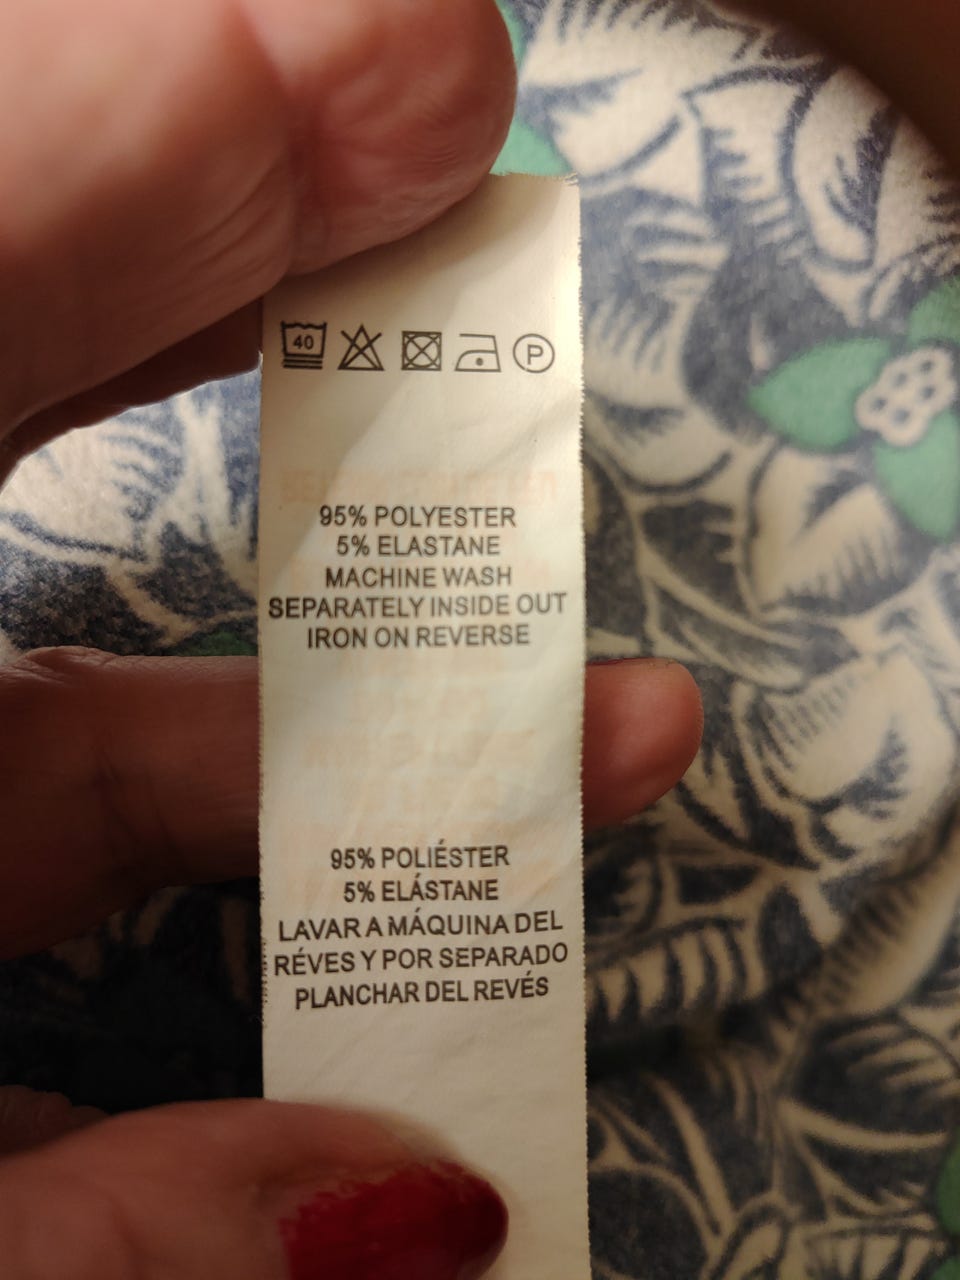 40 P
95% POLYESTER
5% ELASTANE
MACHINE WASH
SEPARATELY INSIDE OUT
IRON ON REVERSE
95% POLIÉSTER
5% ELÁSTANE
LAVAR A MÁQUINA DEL
RÉVES Y POR SEPARADO
PLANCHAR DEL REVÉS